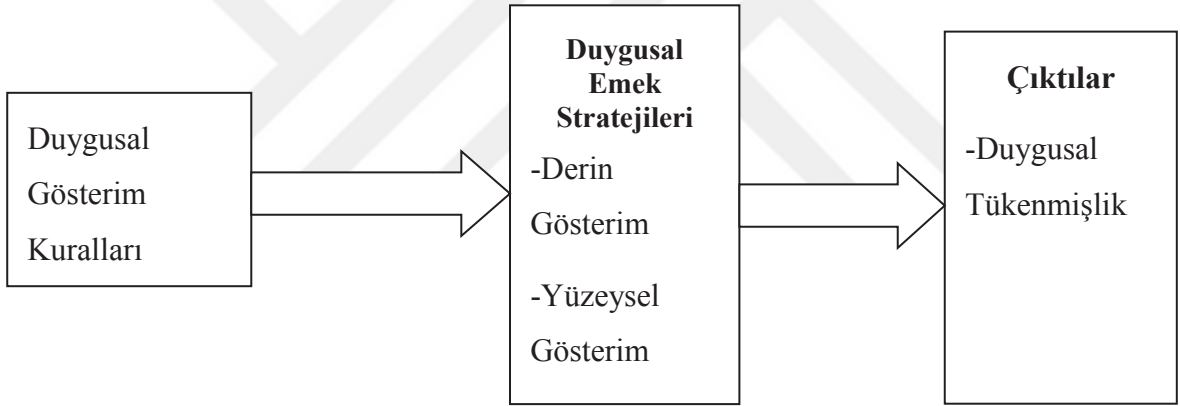 Duygusal
Gösterim
Kuralları
Duygusal
Emek
Stratejileri
-Derin
Gösterim
-Yüzeysel
Gösterim
Çıktılar
-Duygusal
Tükenmişlik